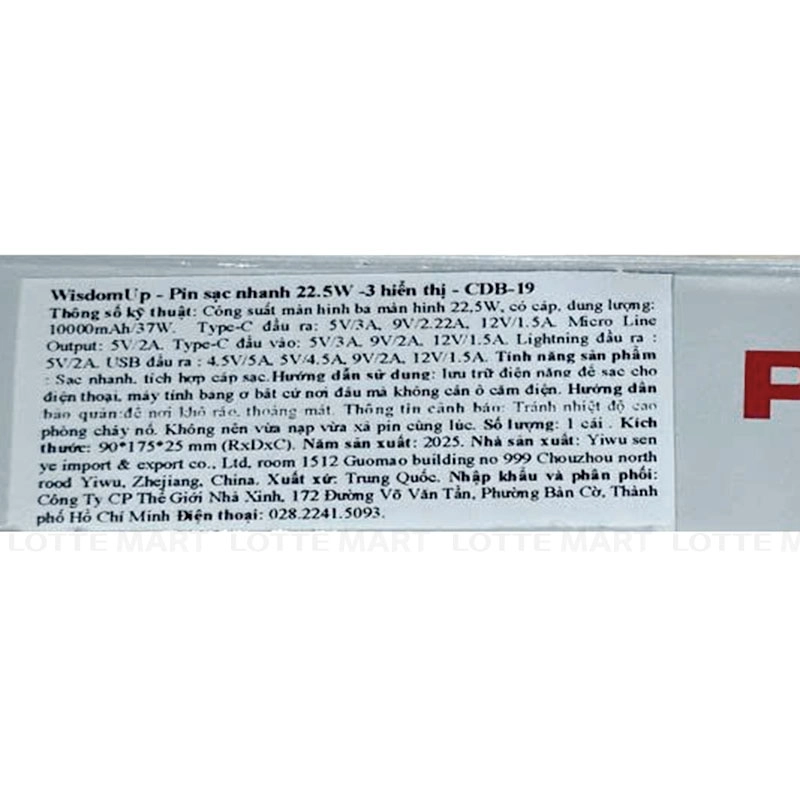 WisdomUp - Pin sạc nhanh 22.5W -3 hiển thị - CDB-19
Thông số kỹ thuật: Công suất màn hình ba màn hình 22,5W, có cáp, dung lượng:
10000mAh/37W. Type-C đầu ra: 5V/3A, 9V/2.22A, 12V/1.5A. Micro Line
Output: 5V/2A. Type-C đầu vào: 5V/3A, 9V/2A, 12V/1.5A. Lightning đầu ra :
5V/2A. USB đầu ra : 4.5V/5A, 5V/4.5A, 9V/2A, 12V/1.5A. Tính năng sản phẩm
: Sạc nhanh, tích hợp cáp sạc.Hướng dẫn sử dung: lưu trữ điện năng để sạc cho
điện thoại, máy tính bang ơ bất cứ nơi đâu mà không cần ô cắm điện. Hướng dẫn
bảo quản:để nơi khô ráo, thoáng mát. Thông tin cảnh báo: Tránh nhiệt độ cao
phòng cháy nổ. Không nên vừa nạp vừa xả pin cùng lúc. Số lượng: 1 cái . Kích
thước: 90*175*25 mm (RxDxC). Năm sản xuất: 2025. Nhà sản xuất: Yiwu sen
ye import & export co., Ltd, room 1512 Guomao building no 999 Chouzhou north
rood Yiwu, Zhejiang, China. Xuất xứ: Trung Quốc. Nhập khẩu và phân phối:
Công Ty CP Thế Giới Nhà Xinh, 172 Đường Võ Văn Tần, Phường Bàn Cờ, Thành
phố Hồ Chí Minh Điện thoại: 028.2241.5093.
LOTTE MART LOTTE MART LOTTE MART LOTTE MART